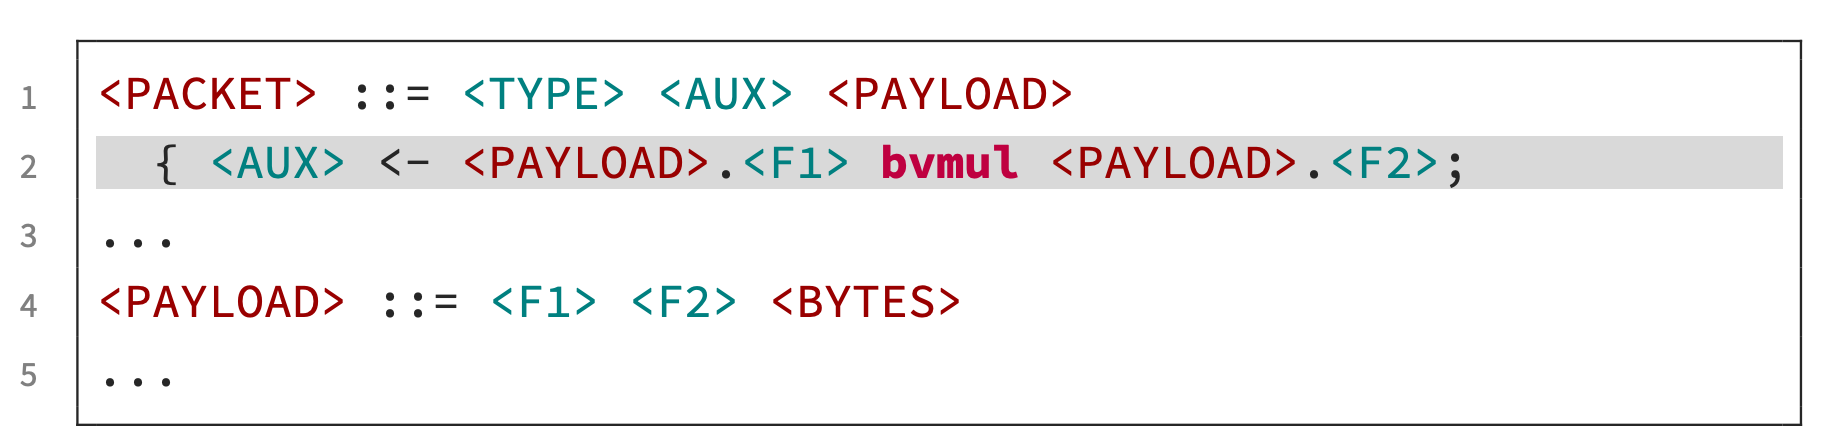 1 <PACKET> ::= <TYPE> <AUX> <PAYLOAD>
2 { <AUX> <- <PAYLOAD>.<F1> bvmul <PAYLOAD>.<F2>;
3 ...
4 <PAYLOAD> ::= <F1> <F2> <BYTES>
5 ...